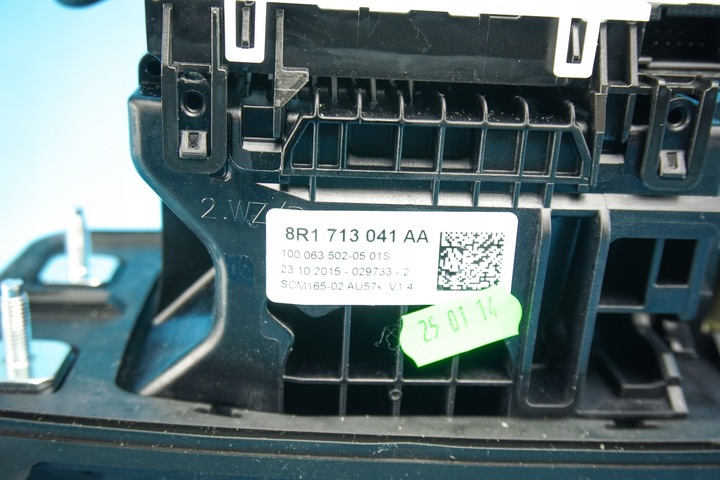 2.WZ
8R1 713 041 AA
100 063.502-05 01S
23.10.2015 - 029733 - 2
SCM165-02 AU57x V1.4
25 01 14